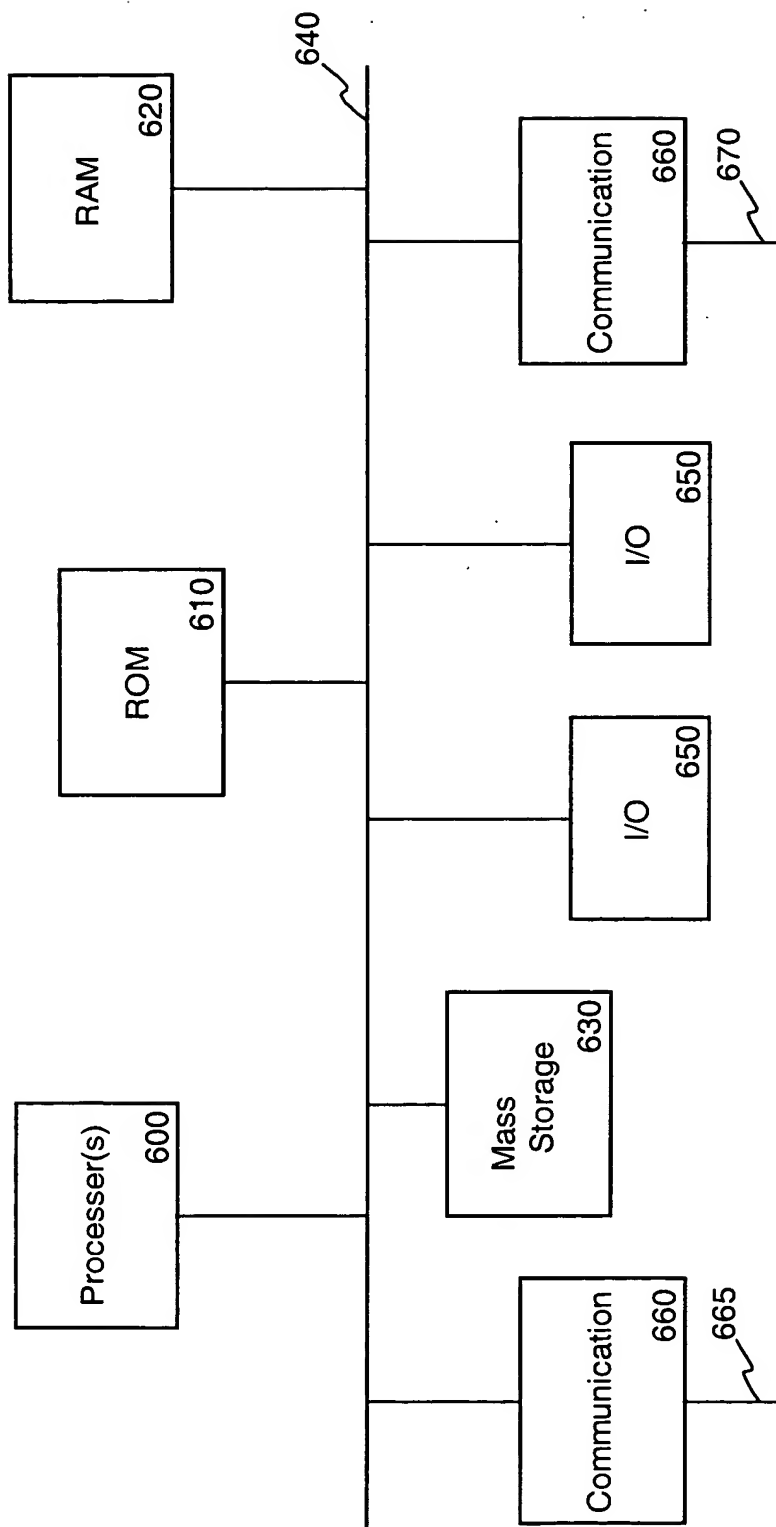 Processer(s)
600
ROM
610
RAM
620
640
Communication
660
Mass
Storage
630
I/O
650
I/O
650
Communication
660
665
670